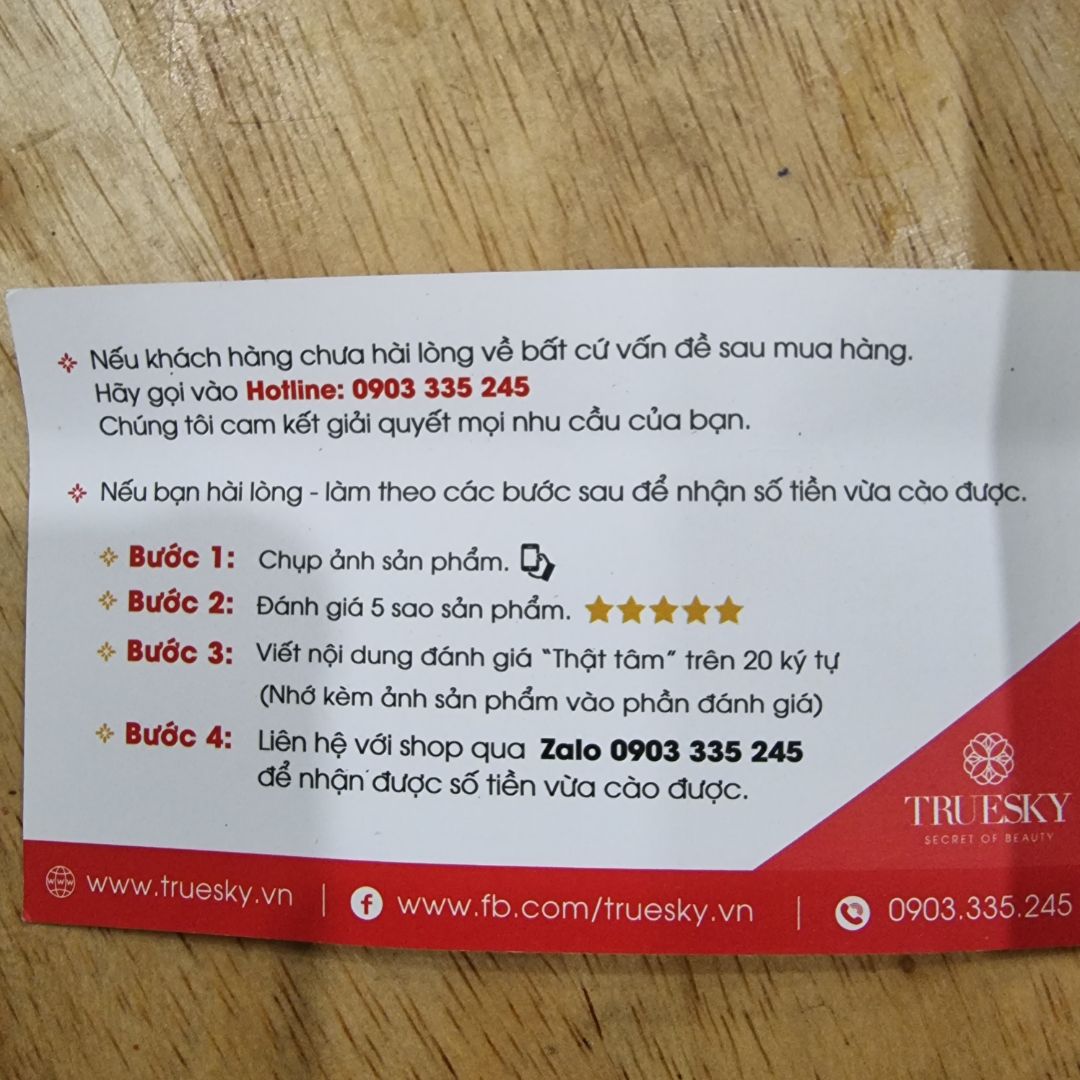 Nếu khách hàng chưa hài lòng về bất cứ vấn đề sau mua hàng.
Hãy gọi vào Hotline: 0903 335 245
Chúng tôi cam kết giải quyết mọi nhu cầu của bạn.
Nếu bạn hài lòng - làm theo các bước sau để nhận số tiền vừa cào được.
Bước 1: Chụp ảnh sản phẩm.
Bước 2: Đánh giá 5 sao sản phẩm.
Bước 3: Viết nội dung đánh giá "Thật tâm" trên 20 ký tự
(Nhớ kèm ảnh sản phẩm vào phần đánh giá)
Bước 4: Liên hệ với shop qua Zalo 0903 335 245
để nhận được số tiền vừa cào được.
TRUESKY
SECRET OF BEAUTY
www www.truesky.vn | f www.fb.com/truesky.vn | 0903.335.245